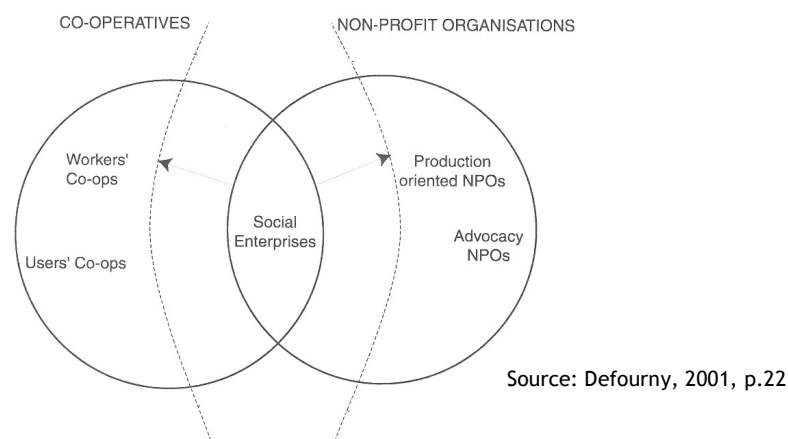 CO-OPERATIVES
NON-PROFIT ORGANISATIONS
Workers'
Co-ops
Users' Co-ops
Social
Enterprises
Production
oriented NPOs
Advocacy
NPOs
Source: Defourny, 2001, p.22